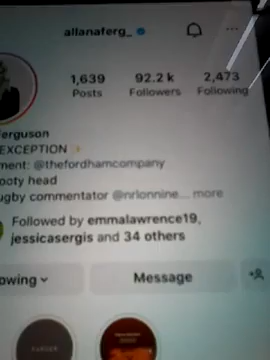 allanaferg_
1,639 92.2 k 2,473
Posts Followers Following
erguson
EXCEPTION
ment: @thefordhamcompany
ooty head
ugby commentator @nrlonnine... more
Followed by emmalawrence19,
jessicasergis and 34 others
owing Message